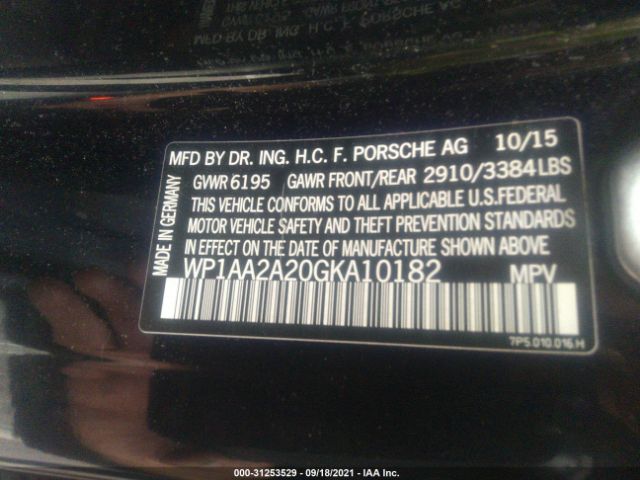 MFD BY DR. ING. H.C. F. PORSCHE AG 10/15
GVWR 6195 GAWR FRONT/REAR 2910/3384 LBS
THIS VEHICLE CONFORMS TO ALL APPLICABLE U.S. FEDERAL
MOTOR VEHICLE SAFETY AND THEFT PREVENTION STANDARDS
IN EFFECT ON THE DATE OF MANUFACTURE SHOWN ABOVE
WP1AA2A20GKA10182 MPV
7P5.010.016.H
MADE IN GERMANY
000-31253529 - 09/18/2021 - IAA Inc.